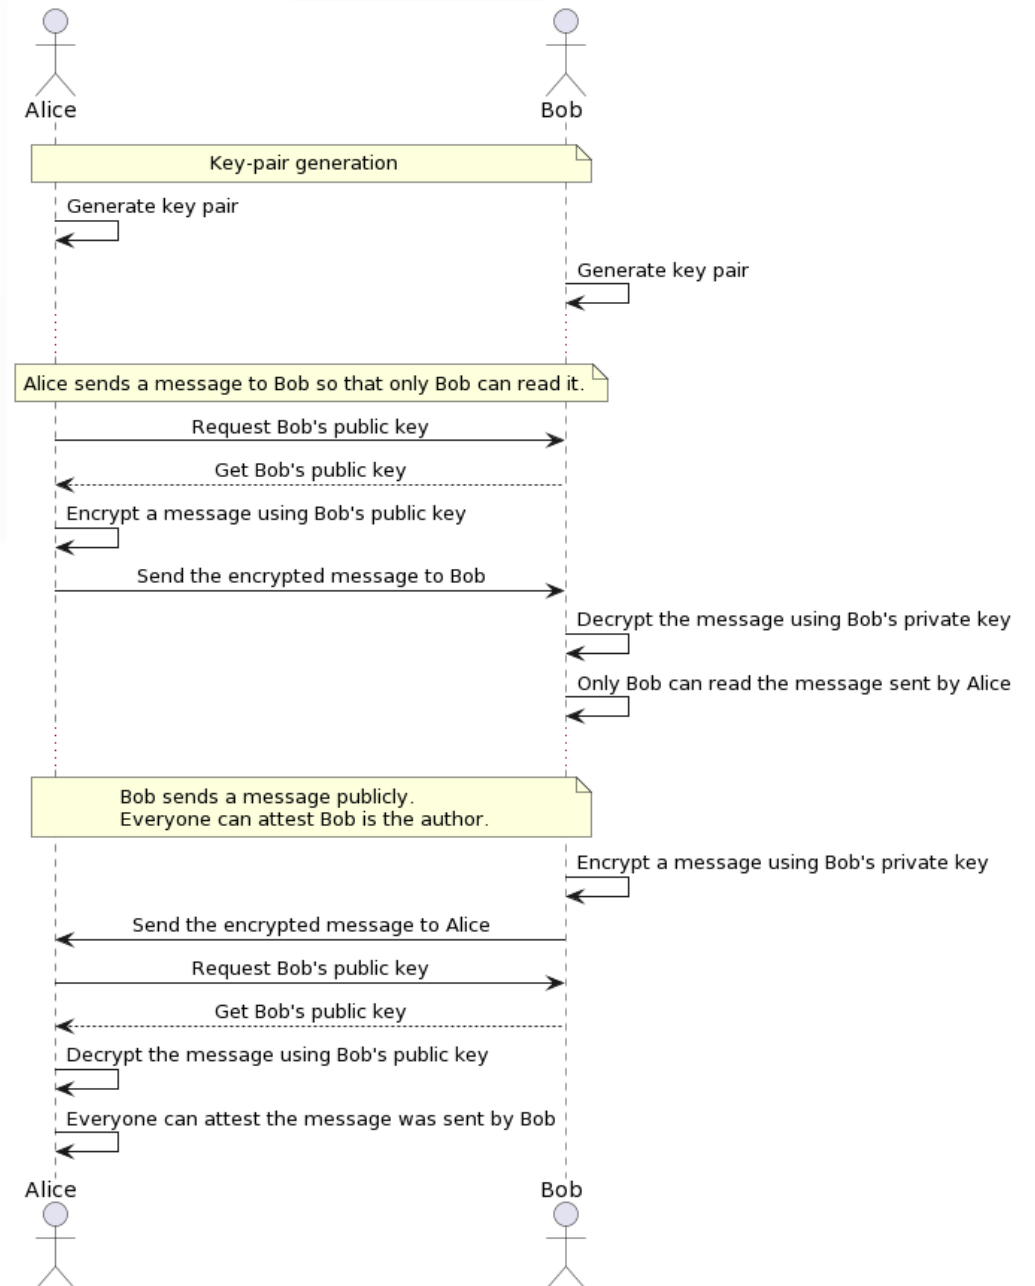 Alice
Bob
Key-pair generation
Generate key pair
Generate key pair
Alice sends a message to Bob so that only Bob can read it.
Request Bob's public key
Get Bob's public key
Encrypt a message using Bob's public key
Send the encrypted message to Bob
Decrypt the message using Bob's private key
Only Bob can read the message sent by Alice
Bob sends a message publicly.
Everyone can attest Bob is the author.
Encrypt a message using Bob's private key
Send the encrypted message to Alice
Request Bob's public key
Get Bob's public key
Decrypt the message using Bob's public key
Everyone can attest the message was sent by Bob
Alice
Bob